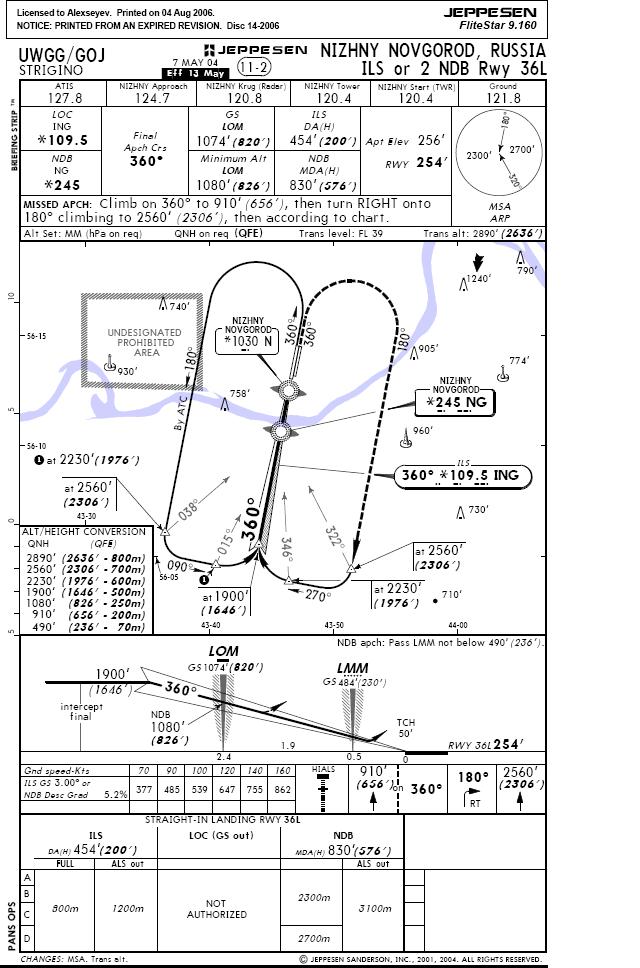 Licensed to Alexseyev. Printed on 04 Aug 2006.
NOTICE: PRINTED FROM AN EXPIRED REVISION. Disc 14-2006
JEPPESEN
FliteStar 9.160
UWGG/GOJ
STRIGINO
JEPPESEN
7 MAY 04
Eff 13 May
11-2
NIZHNY NOVGOROD, RUSSIA
ILS or 2 NDB Rwy 36L
BRIEFING STRIP ™
ATIS
127.8
NIZHNY Approach
124.7
NIZHNY Krug (Radar)
120.8
NIZHNY Tower
120.4
NIZHNY Start (TWR)
120.4
Ground
121.8
LOC
ING
*109.5
NDB
NG
*245
Final
Apch Crs
360°
GS
LOM
1074' (820')
Minimum Alt
LOM
1080' (826')
ILS
DA(H)
454' (200')
NDB
MDA(H)
830' (576')
Apt Elev 256'
RWY 254'
180°
2300'
2700'
320°
MSA
ARP
MISSED APCH: Climb on 360° to 910' (656'), then turn RIGHT onto
180° climbing to 2560' (2306'), then according to chart.
Alt Set: MM (hPa on req) QNH on req (QFE) Trans level: FL 39 Trans alt: 2890' (2636')
10
56-15
5
56-10
0
5
740'
UNDESIGNATED
PROHIBITED
AREA
930'
By ATC
180°
758'
NIZHNY
NOVGOROD
*1030 N
360°
360°
180°
1240'
790'
905'
774'
NIZHNY
NOVGOROD
*245 NG
960'
ILS
360° *109.5 ING
730'
1 at 2230' (1976')
at 2560'
(2306')
43-30
038°
015°
360°
346°
322°
090°
270°
56-05
1
at 1900'
(1646')
at 2560'
(2306')
at 2230'
(1976')
710'
ALT/HEIGHT CONVERSION
QNH (QFE)
2890' (2636' - 800m)
2560' (2306' - 700m)
2230' (1976' - 600m)
1900' (1646' - 500m)
1080' (826' - 250m)
910' (656' - 200m)
490' (236' - 70m)
43-40
43-50
44-00
NDB apch: Pass LMM not below 490' (236').
LOM
GS 1074' (820')
LMM
GS 484' (230')
1900'
(1646')
360°
intercept
final
NDB
1080'
(826')
TCH
50'
RWY 36L 254'
2.4
1.9
0.5
0
Gnd speed-Kts 70 90 100 120 140 160
ILS GS 3.00° or
NDB Desc Grad 5.2% 377 485 539 647 755 862
HIALS
910'
(656')
on
360°
180°
RT
2560'
(2306')
STRAIGHT-IN LANDING RWY 36L
ILS
DA(H) 454' (200')
LOC (GS out)
NDB
MDA(H) 830' (576')
FULL
ALS out
ALS out
A
B
C
D
800m
1200m
NOT
AUTHORIZED
2300m
2700m
3100m
PANS OPS
CHANGES: MSA. Trans alt.
© JEPPESEN SANDERSON, INC., 2001, 2004. ALL RIGHTS RESERVED.